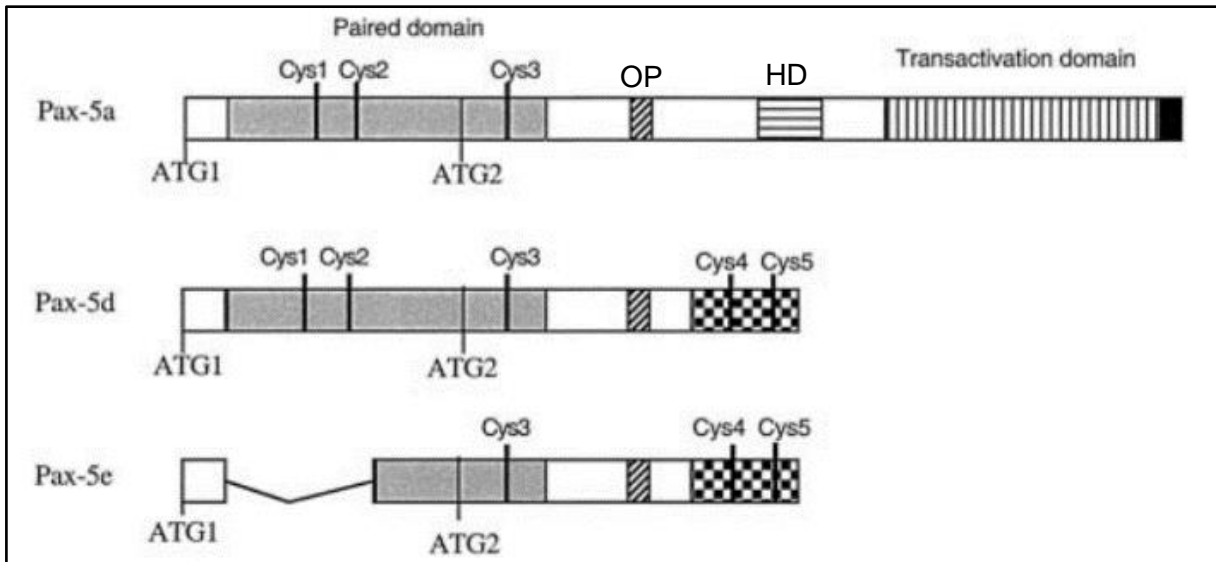 Paired domain
Transactivation domain
Cys1 Cys2 Cys3 OP HD
Pax-5a
ATG1 ATG2
Cys1 Cys2 Cys3 Cys4 Cys5
Pax-5d
ATG1 ATG2
Cys3 Cys4 Cys5
Pax-5e
ATG1 ATG2